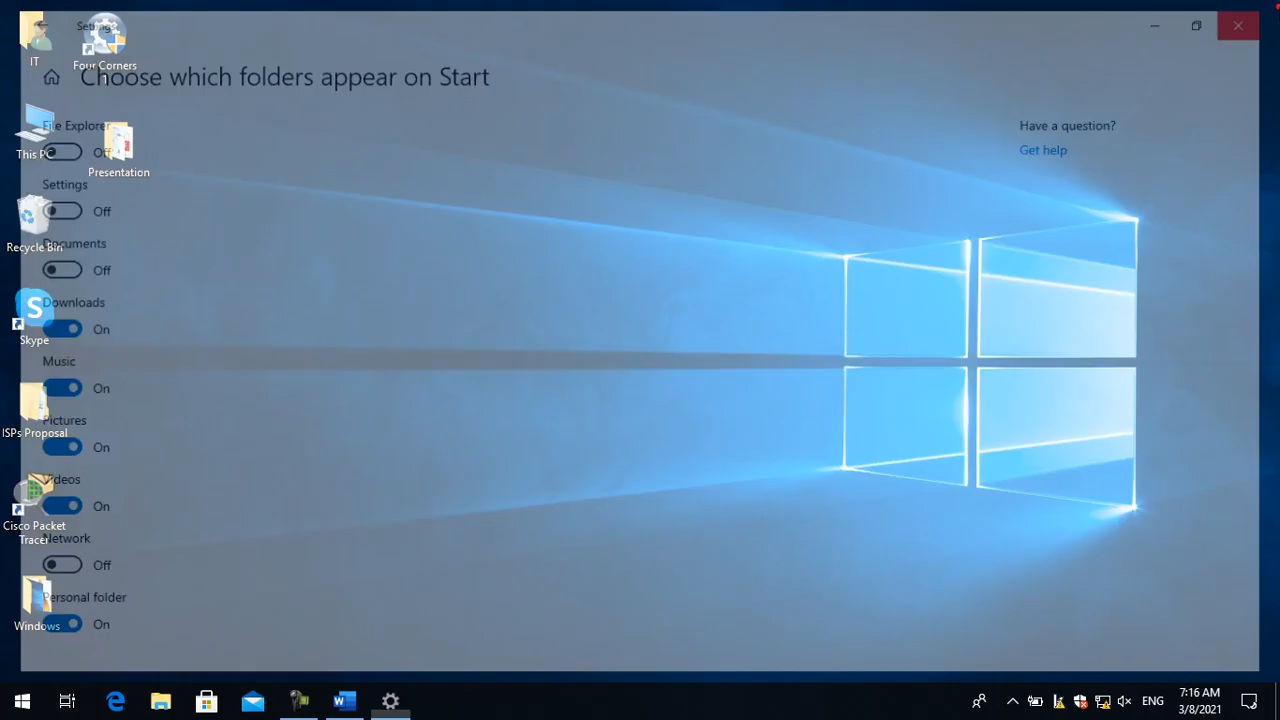 Settings
Choose which folders appear on Start
File Explorer
Off
Settings
Off
Documents
Off
Downloads
On
Music
On
Pictures
On
Videos
On
Network
Off
Personal folder
On
Have a question?
Get help
IT
Four Corners
1
This PC
Presentation
Recycle Bin
Skype
ISPs Proposal
Cisco Packet
Tracer
Windows
ENG
7:16 AM
3/8/2021